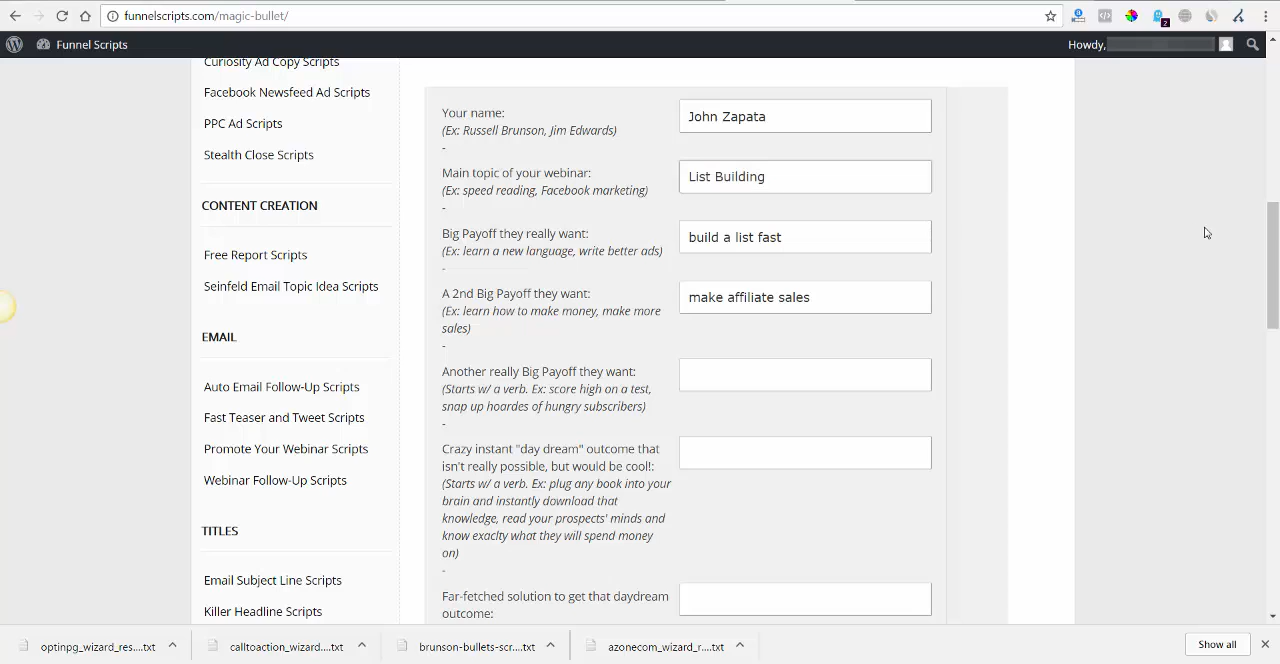 funnelscripts.com/magic-bullet/
2
Funnel Scripts
Howdy,
Curiosity Ad Copy Scripts
Facebook Newsfeed Ad Scripts
PPC Ad Scripts
Stealth Close Scripts
CONTENT CREATION
Free Report Scripts
Seinfeld Email Topic Idea Scripts
EMAIL
Auto Email Follow-Up Scripts
Fast Teaser and Tweet Scripts
Promote Your Webinar Scripts
Webinar Follow-Up Scripts
TITLES
Email Subject Line Scripts
Killer Headline Scripts
Your name:
(Ex: Russell Brunson, Jim Edwards)
-
John Zapata
Main topic of your webinar:
(Ex: speed reading, Facebook marketing)
-
List Building
Big Payoff they really want:
(Ex: learn a new language, write better ads)
-
build a list fast
A 2nd Big Payoff they want:
(Ex: learn how to make money, make more
sales)
-
make affiliate sales
Another really Big Payoff they want:
(Starts w/ a verb. Ex: score high on a test,
snap up hoardes of hungry subscribers)
-
Crazy instant "day dream" outcome that
isn't really possible, but would be cool!:
(Starts w/ a verb. Ex: plug any book into your
brain and instantly download that
knowledge, read your prospects' minds and
know exaclty what they will spend money
on)
-
Far-fetched solution to get that daydream
outcome:
optinpg_wizard_res....txt
calltoaction_wizard....txt
brunson-bullets-scr....txt
azonecom_wizard_r....txt
Show all